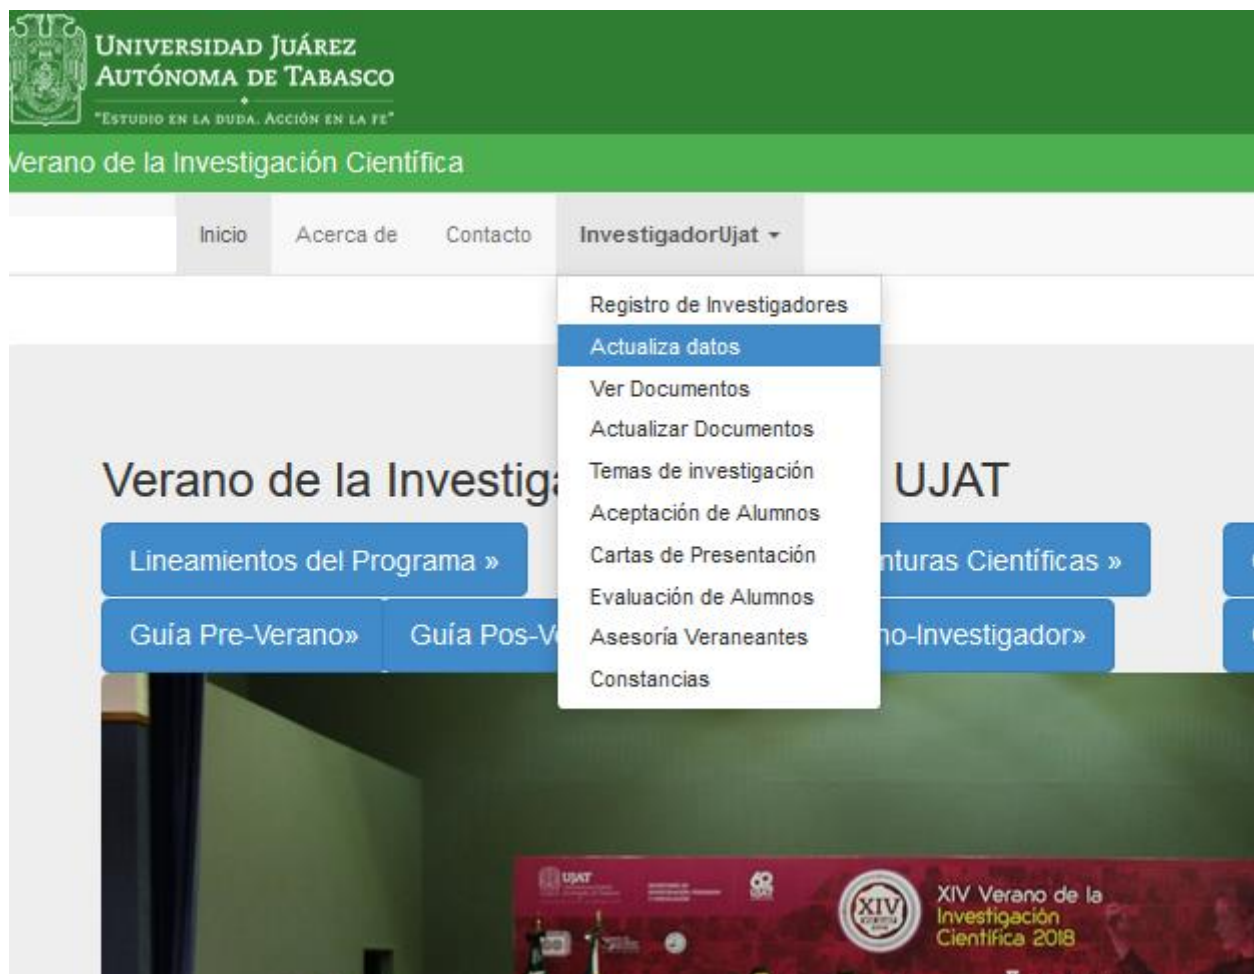 UNIVERSIDAD JUÁREZ
AUTÓNOMA DE TABASCO
"ESTUDIO EN LA DUDA. ACCIÓN EN LA FE"
Verano de la Investigación Científica
Inicio Acerca de Contacto InvestigadorUjat
Registro de Investigadores
Actualiza datos
Ver Documentos
Actualizar Documentos
Temas de investigación
Aceptación de Alumnos
Cartas de Presentación
Evaluación de Alumnos
Asesoría Veraneantes
Constancias
Verano de la Investiga UJAT
Lineamientos del Programa » nturas Científicas »
Guía Pre-Verano» Guía Pos-V no-Investigador»
UJAT
XIV
XIV Verano de la
Investigación
Científica 2018